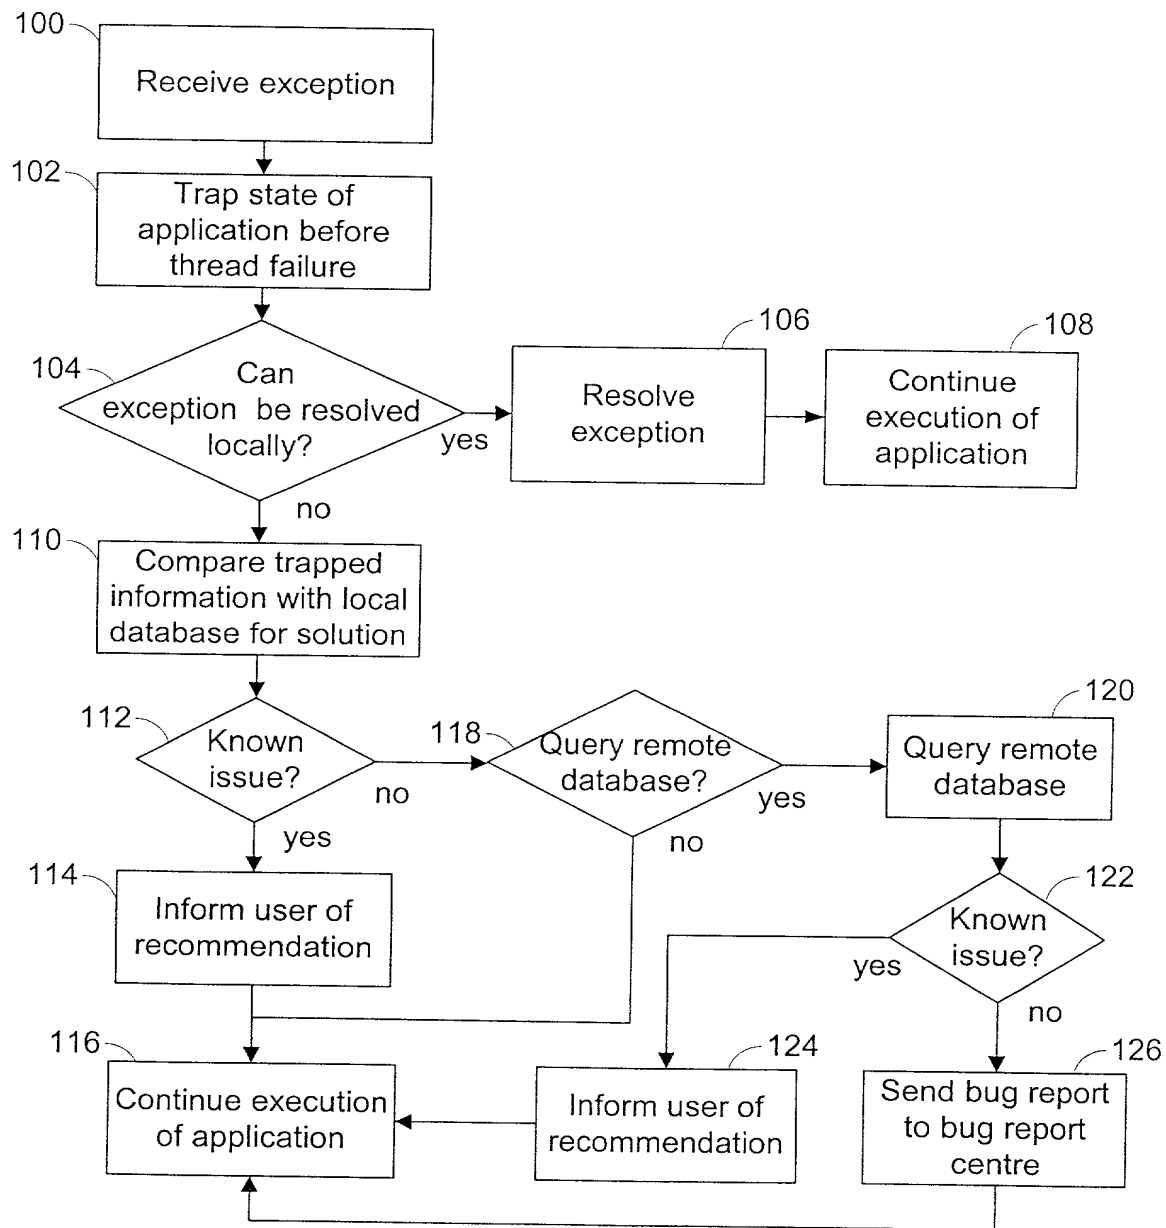 100
Receive exception
102
Trap state of
application before
thread failure
104
Can
exception be resolved
locally?
yes
no
106
Resolve
exception
108
Continue
execution of
application
110
Compare trapped
information with local
database for solution
112
Known
issue?
no
yes
118
Query remote
database?
yes
no
120
Query remote
database
114
Inform user of
recommendation
122
Known
issue?
yes
no
116
Continue execution
of application
124
Inform user of
recommendation
126
Send bug report
to bug report
centre